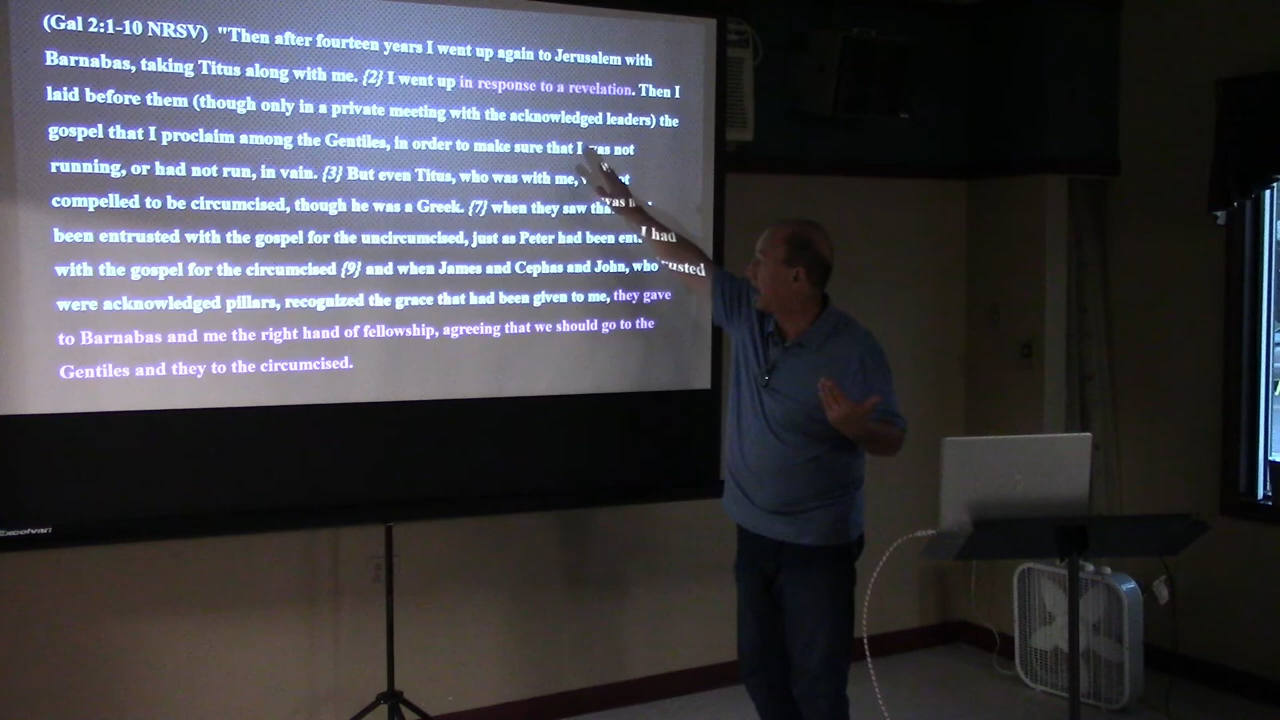 (Gal 2:1-10 NRSV) "Then after fourteen years I went up again to Jerusalem with
Barnabas, taking Titus along with me. {2} I went up in response to a revelation. Then I
laid before them (though only in a private meeting with the acknowledged leaders) the
gospel that I proclaim among the Gentiles, in order to make sure that I was not
running, or had not run, in vain. {3} But even Titus, who was with me,
compelled to be circumcised, though he was a Greek. {7} when they saw I had
been entrusted with the gospel for the uncircumcised, just as Peter had been entrusted
with the gospel for the circumcised {9} and when James and Cephas and John, who
were acknowledged pillars, recognized the grace that had been given to me, they gave
to Barnabas and me the right hand of fellowship, agreeing that we should go to the
Gentiles and they to the circumcised.
Excelvan